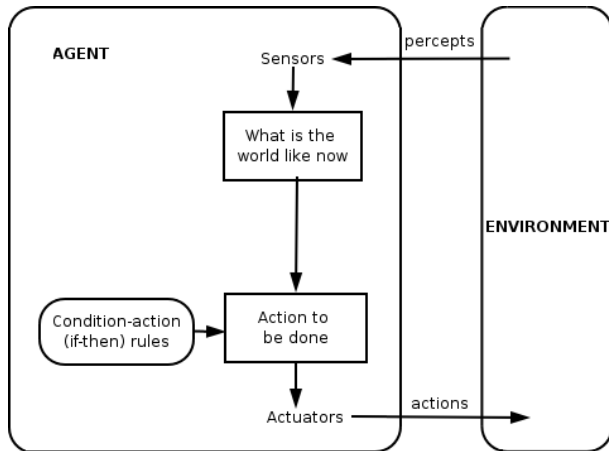 AGENT
Sensors
percepts
What is the
world like now
ENVIRONMENT
Condition-action
(if-then) rules
Action to
be done
Actuators
actions